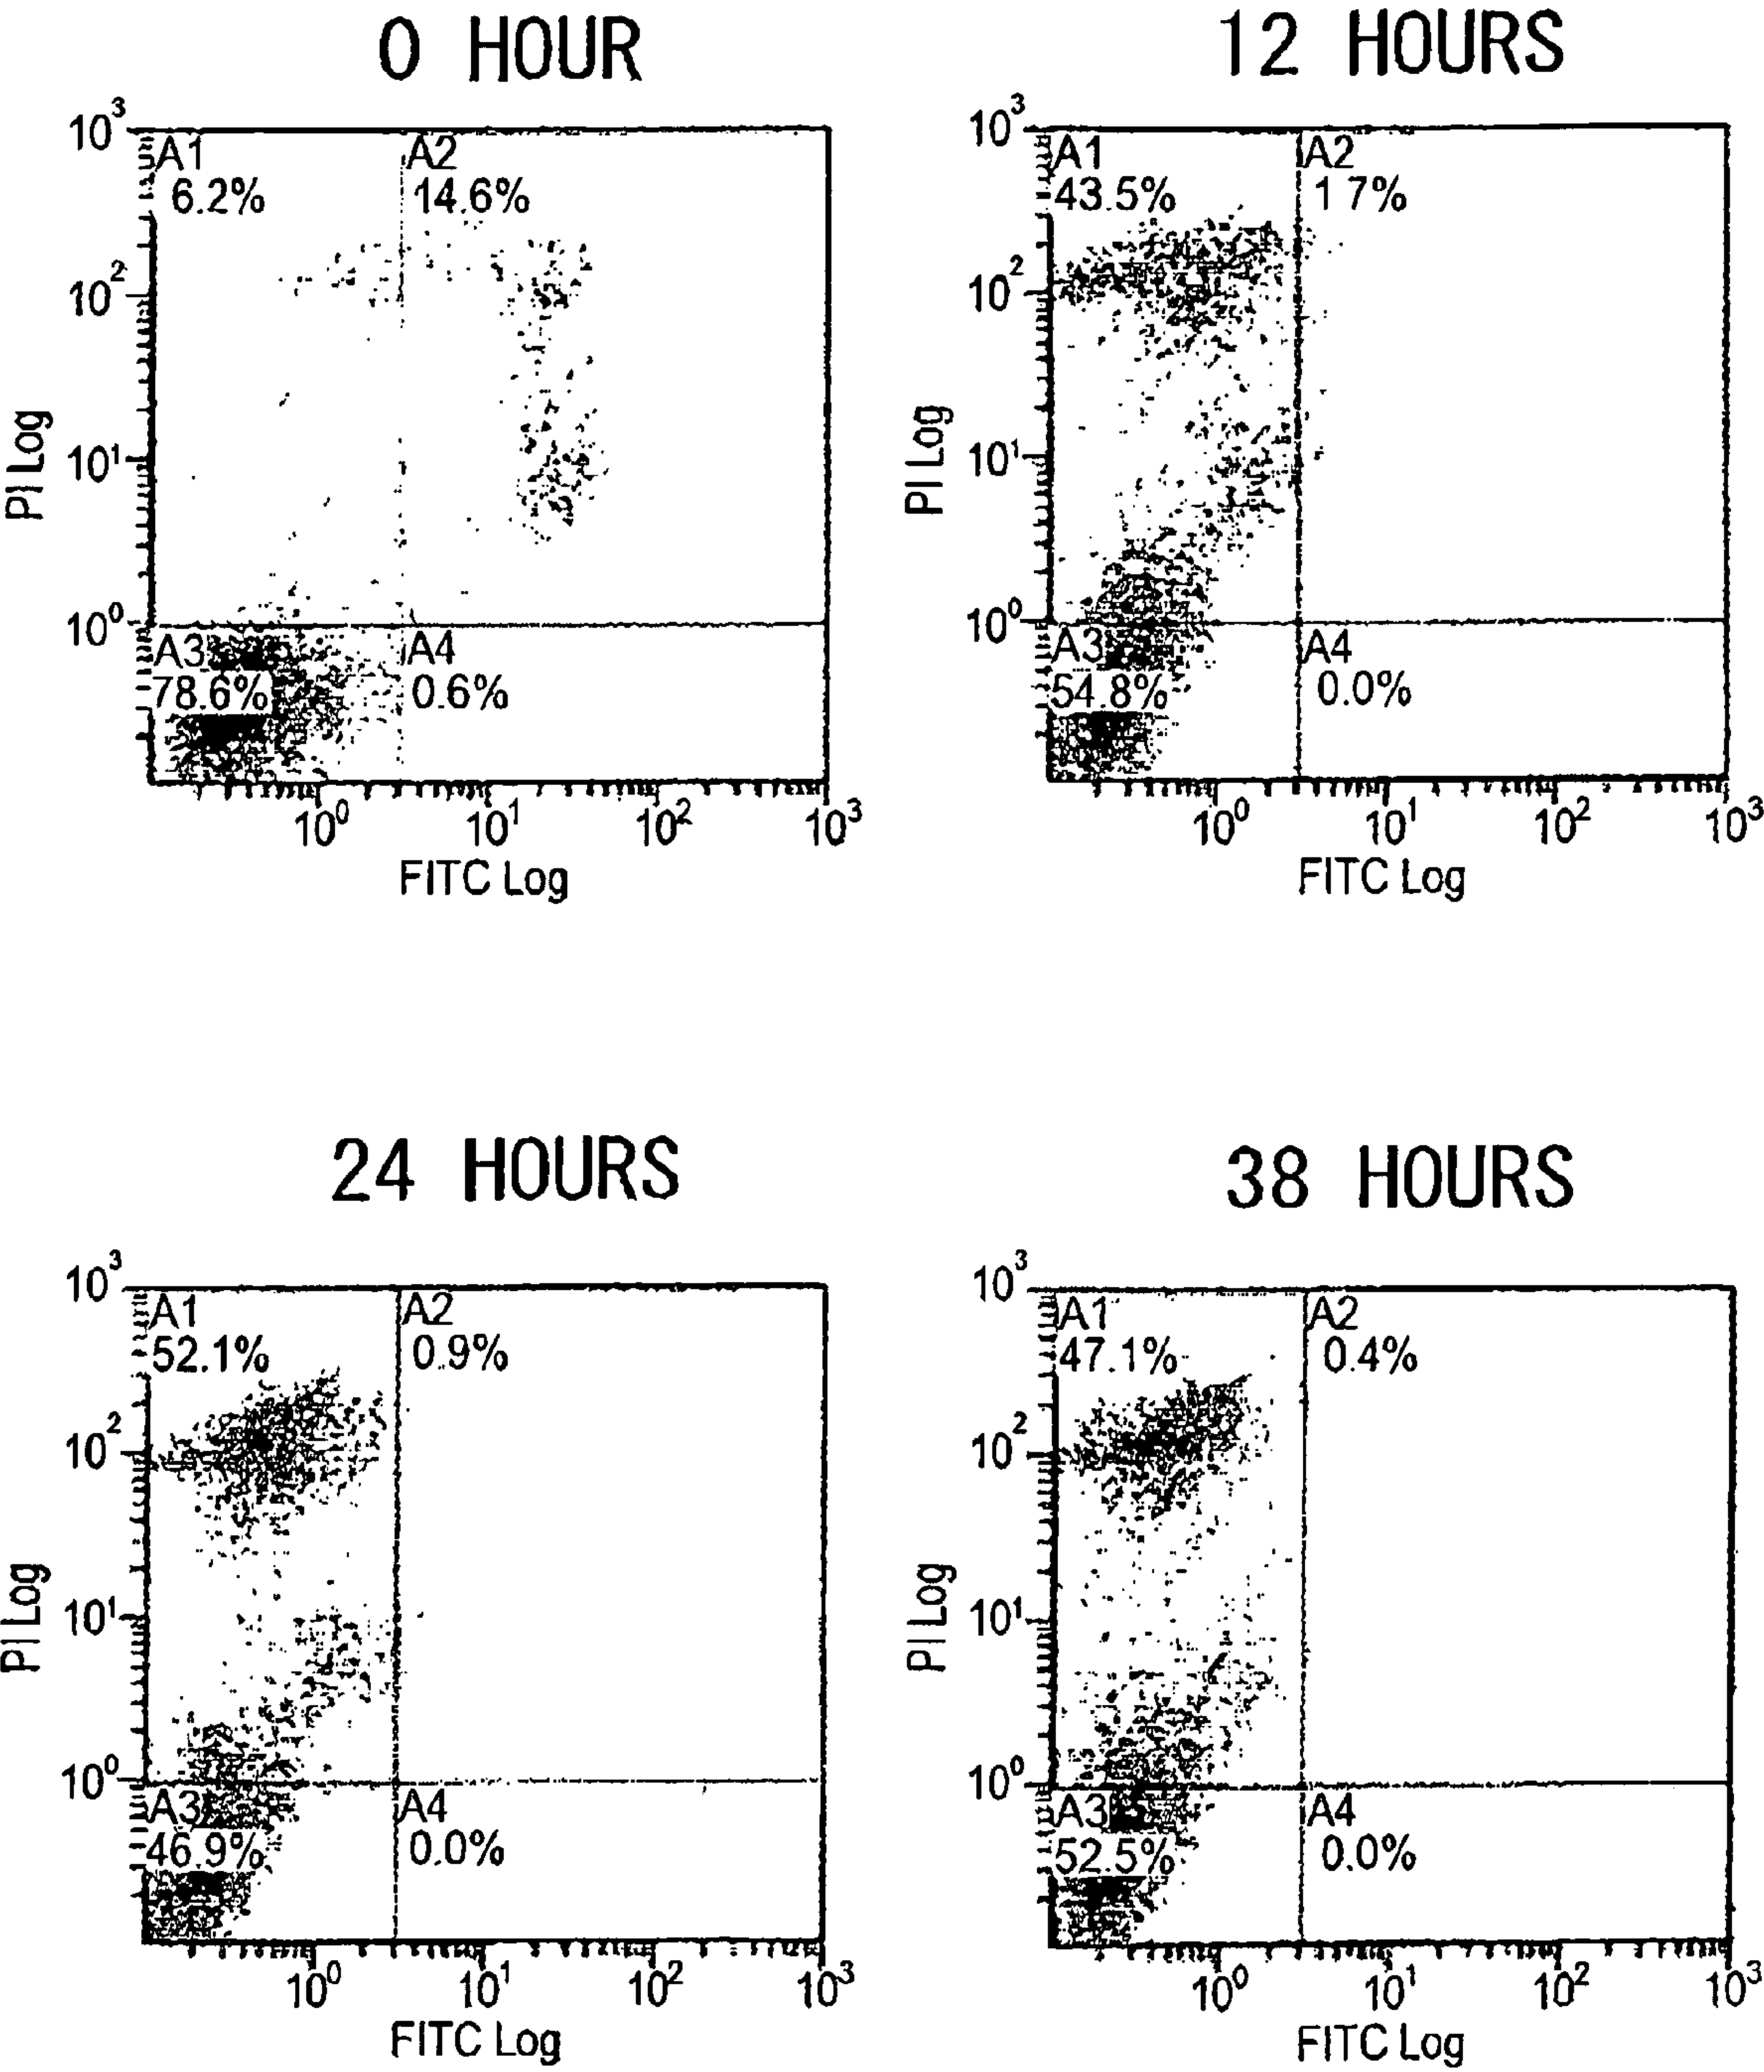 0 HOUR
10³
A1
6.2%
A2
14.6%
10²
10¹
10⁰
PI Log
A3
78.6%
A4
0.6%
10⁰ 10¹ 10² 10³
FITC Log
12 HOURS
10³
A1
43.5%
A2
1.7%
10²
10¹
10⁰
PI Log
A3
54.8%
A4
0.0%
10⁰ 10¹ 10² 10³
FITC Log
24 HOURS
10³
A1
52.1%
A2
0.9%
10²
10¹
10⁰
PI Log
A3
46.9%
A4
0.0%
10⁰ 10¹ 10² 10³
FITC Log
38 HOURS
10³
A1
47.1%
A2
0.4%
10²
10¹
10⁰
PI Log
A3
52.5%
A4
0.0%
10⁰ 10¹ 10² 10³
FITC Log